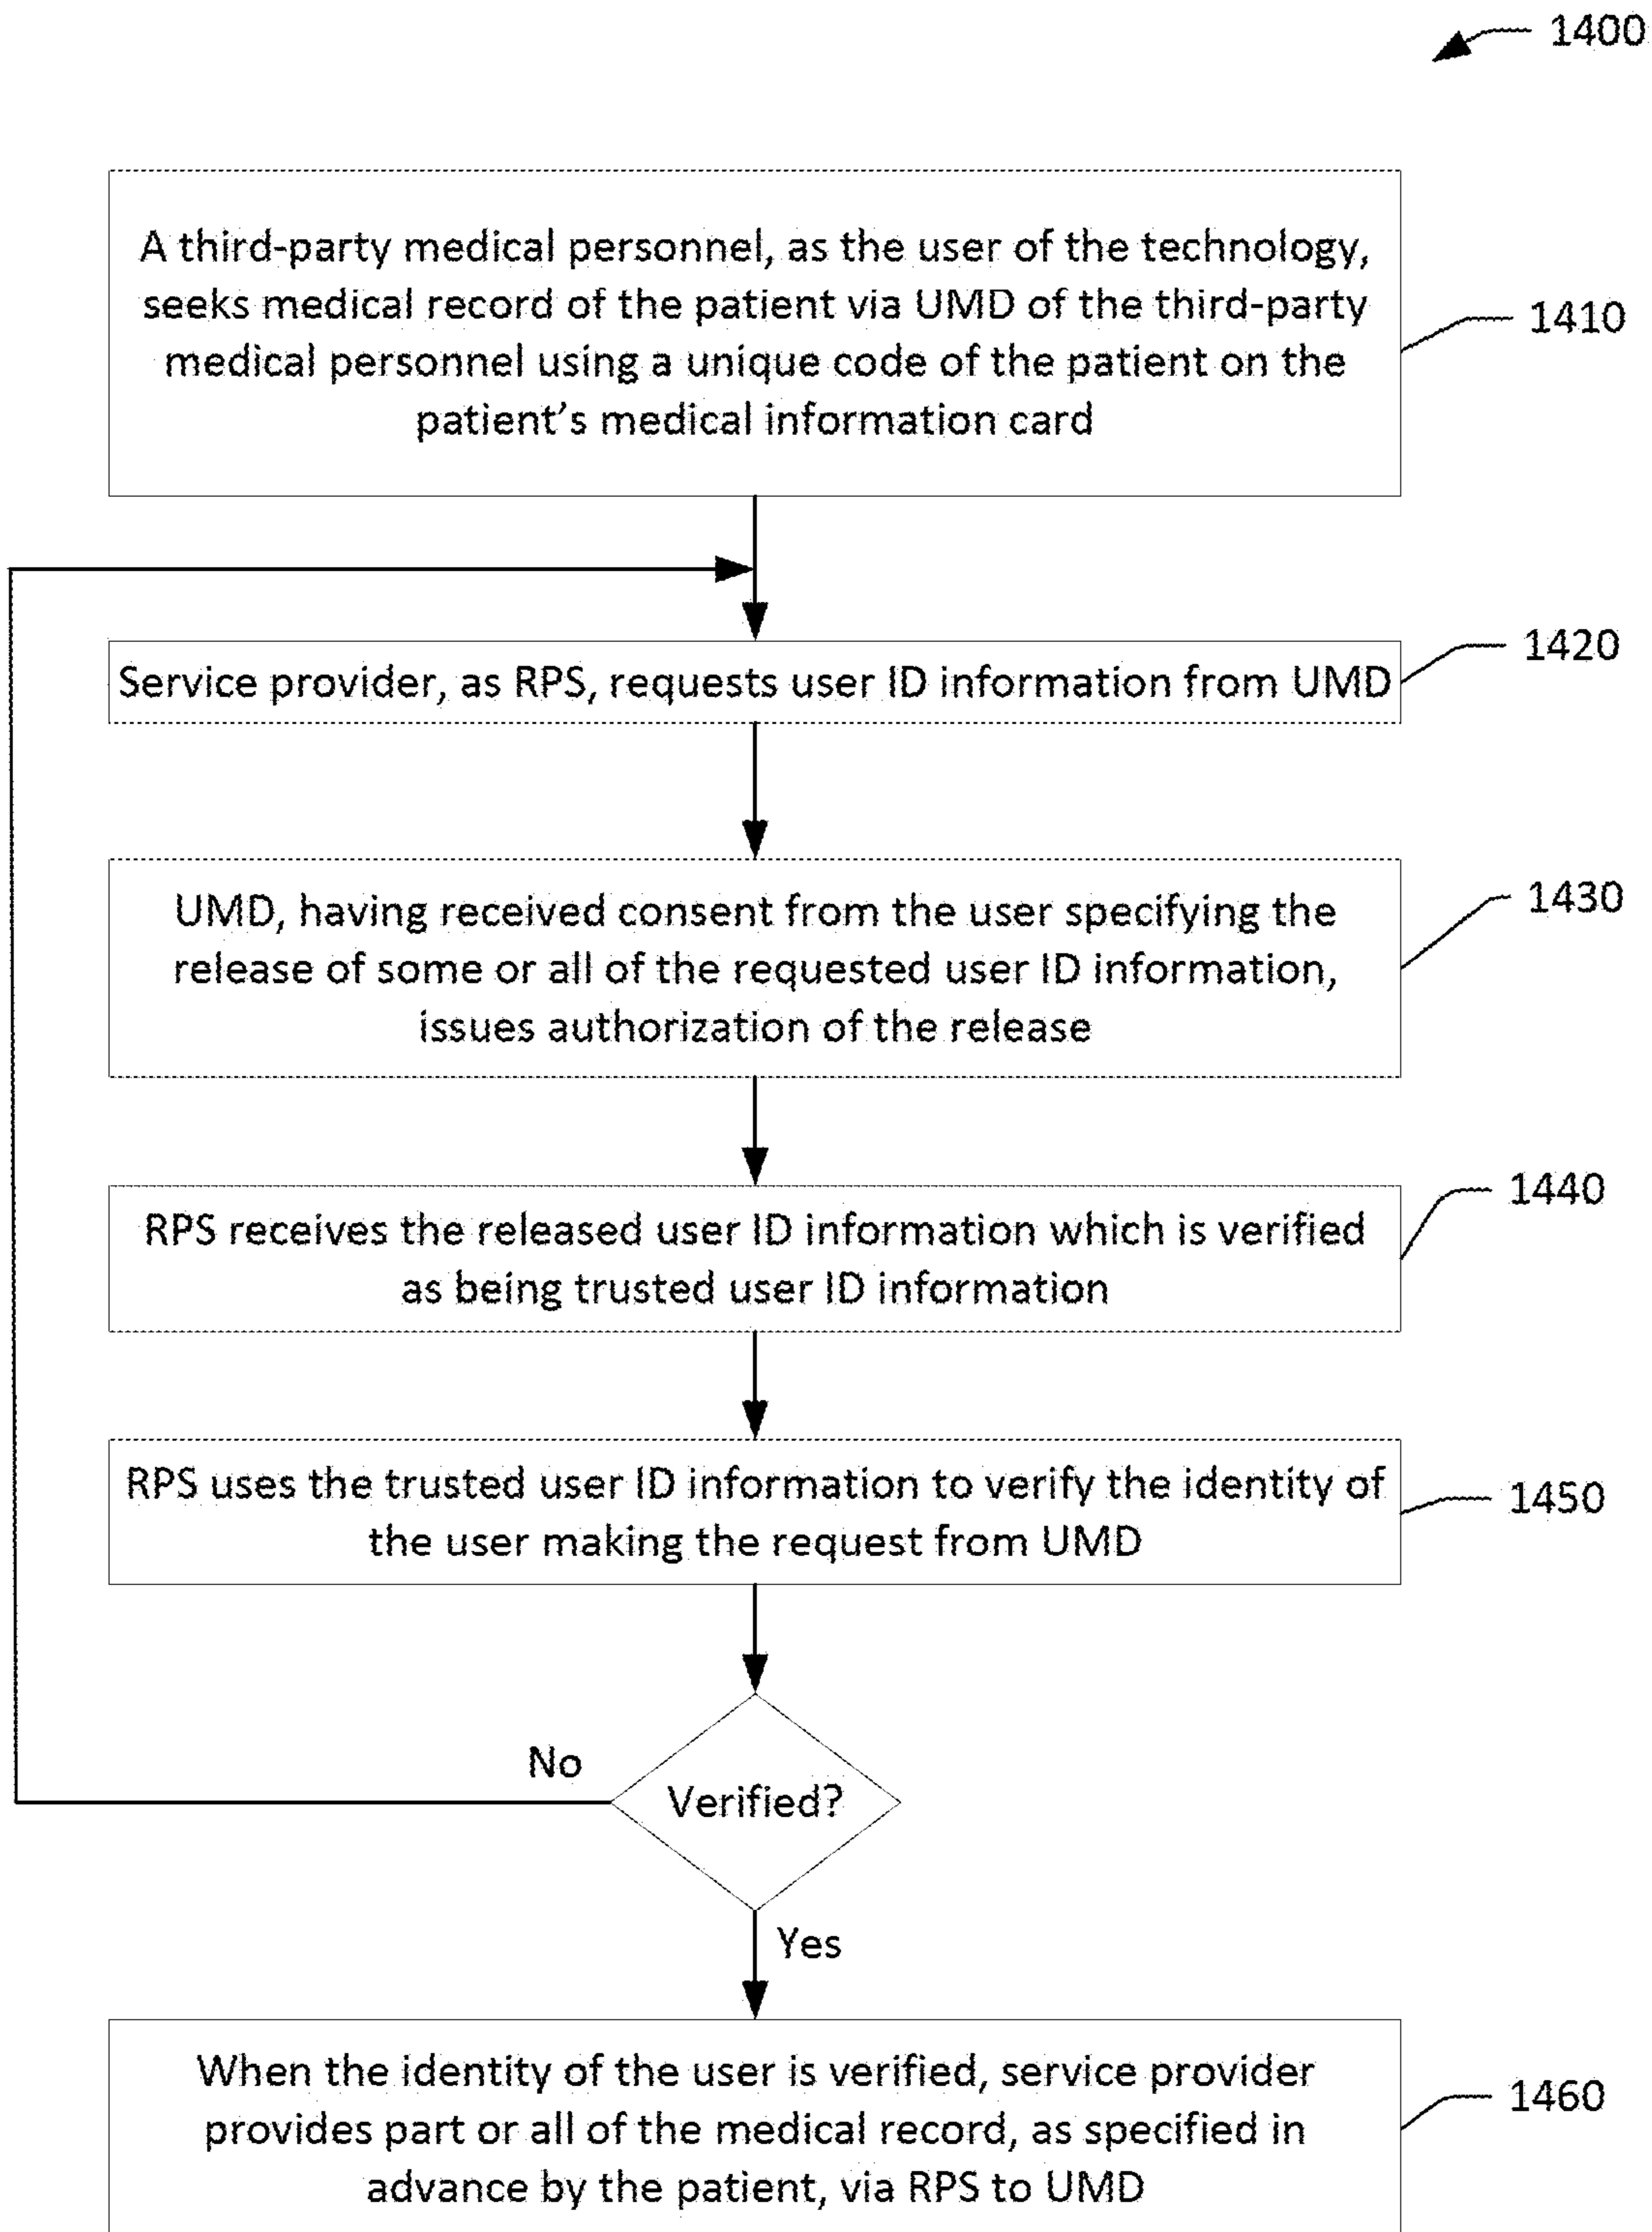 1400
A third-party medical personnel, as the user of the technology,
seeks medical record of the patient via UMD of the third-party
medical personnel using a unique code of the patient on the
patient's medical information card
1410
Service provider, as RPS, requests user ID information from UMD
1420
UMD, having received consent from the user specifying the
release of some or all of the requested user ID information,
issues authorization of the release
1430
RPS receives the released user ID information which is verified
as being trusted user ID information
1440
RPS uses the trusted user ID information to verify the identity of
the user making the request from UMD
1450
Verified?
No
Yes
When the identity of the user is verified, service provider
provides part or all of the medical record, as specified in
advance by the patient, via RPS to UMD
1460